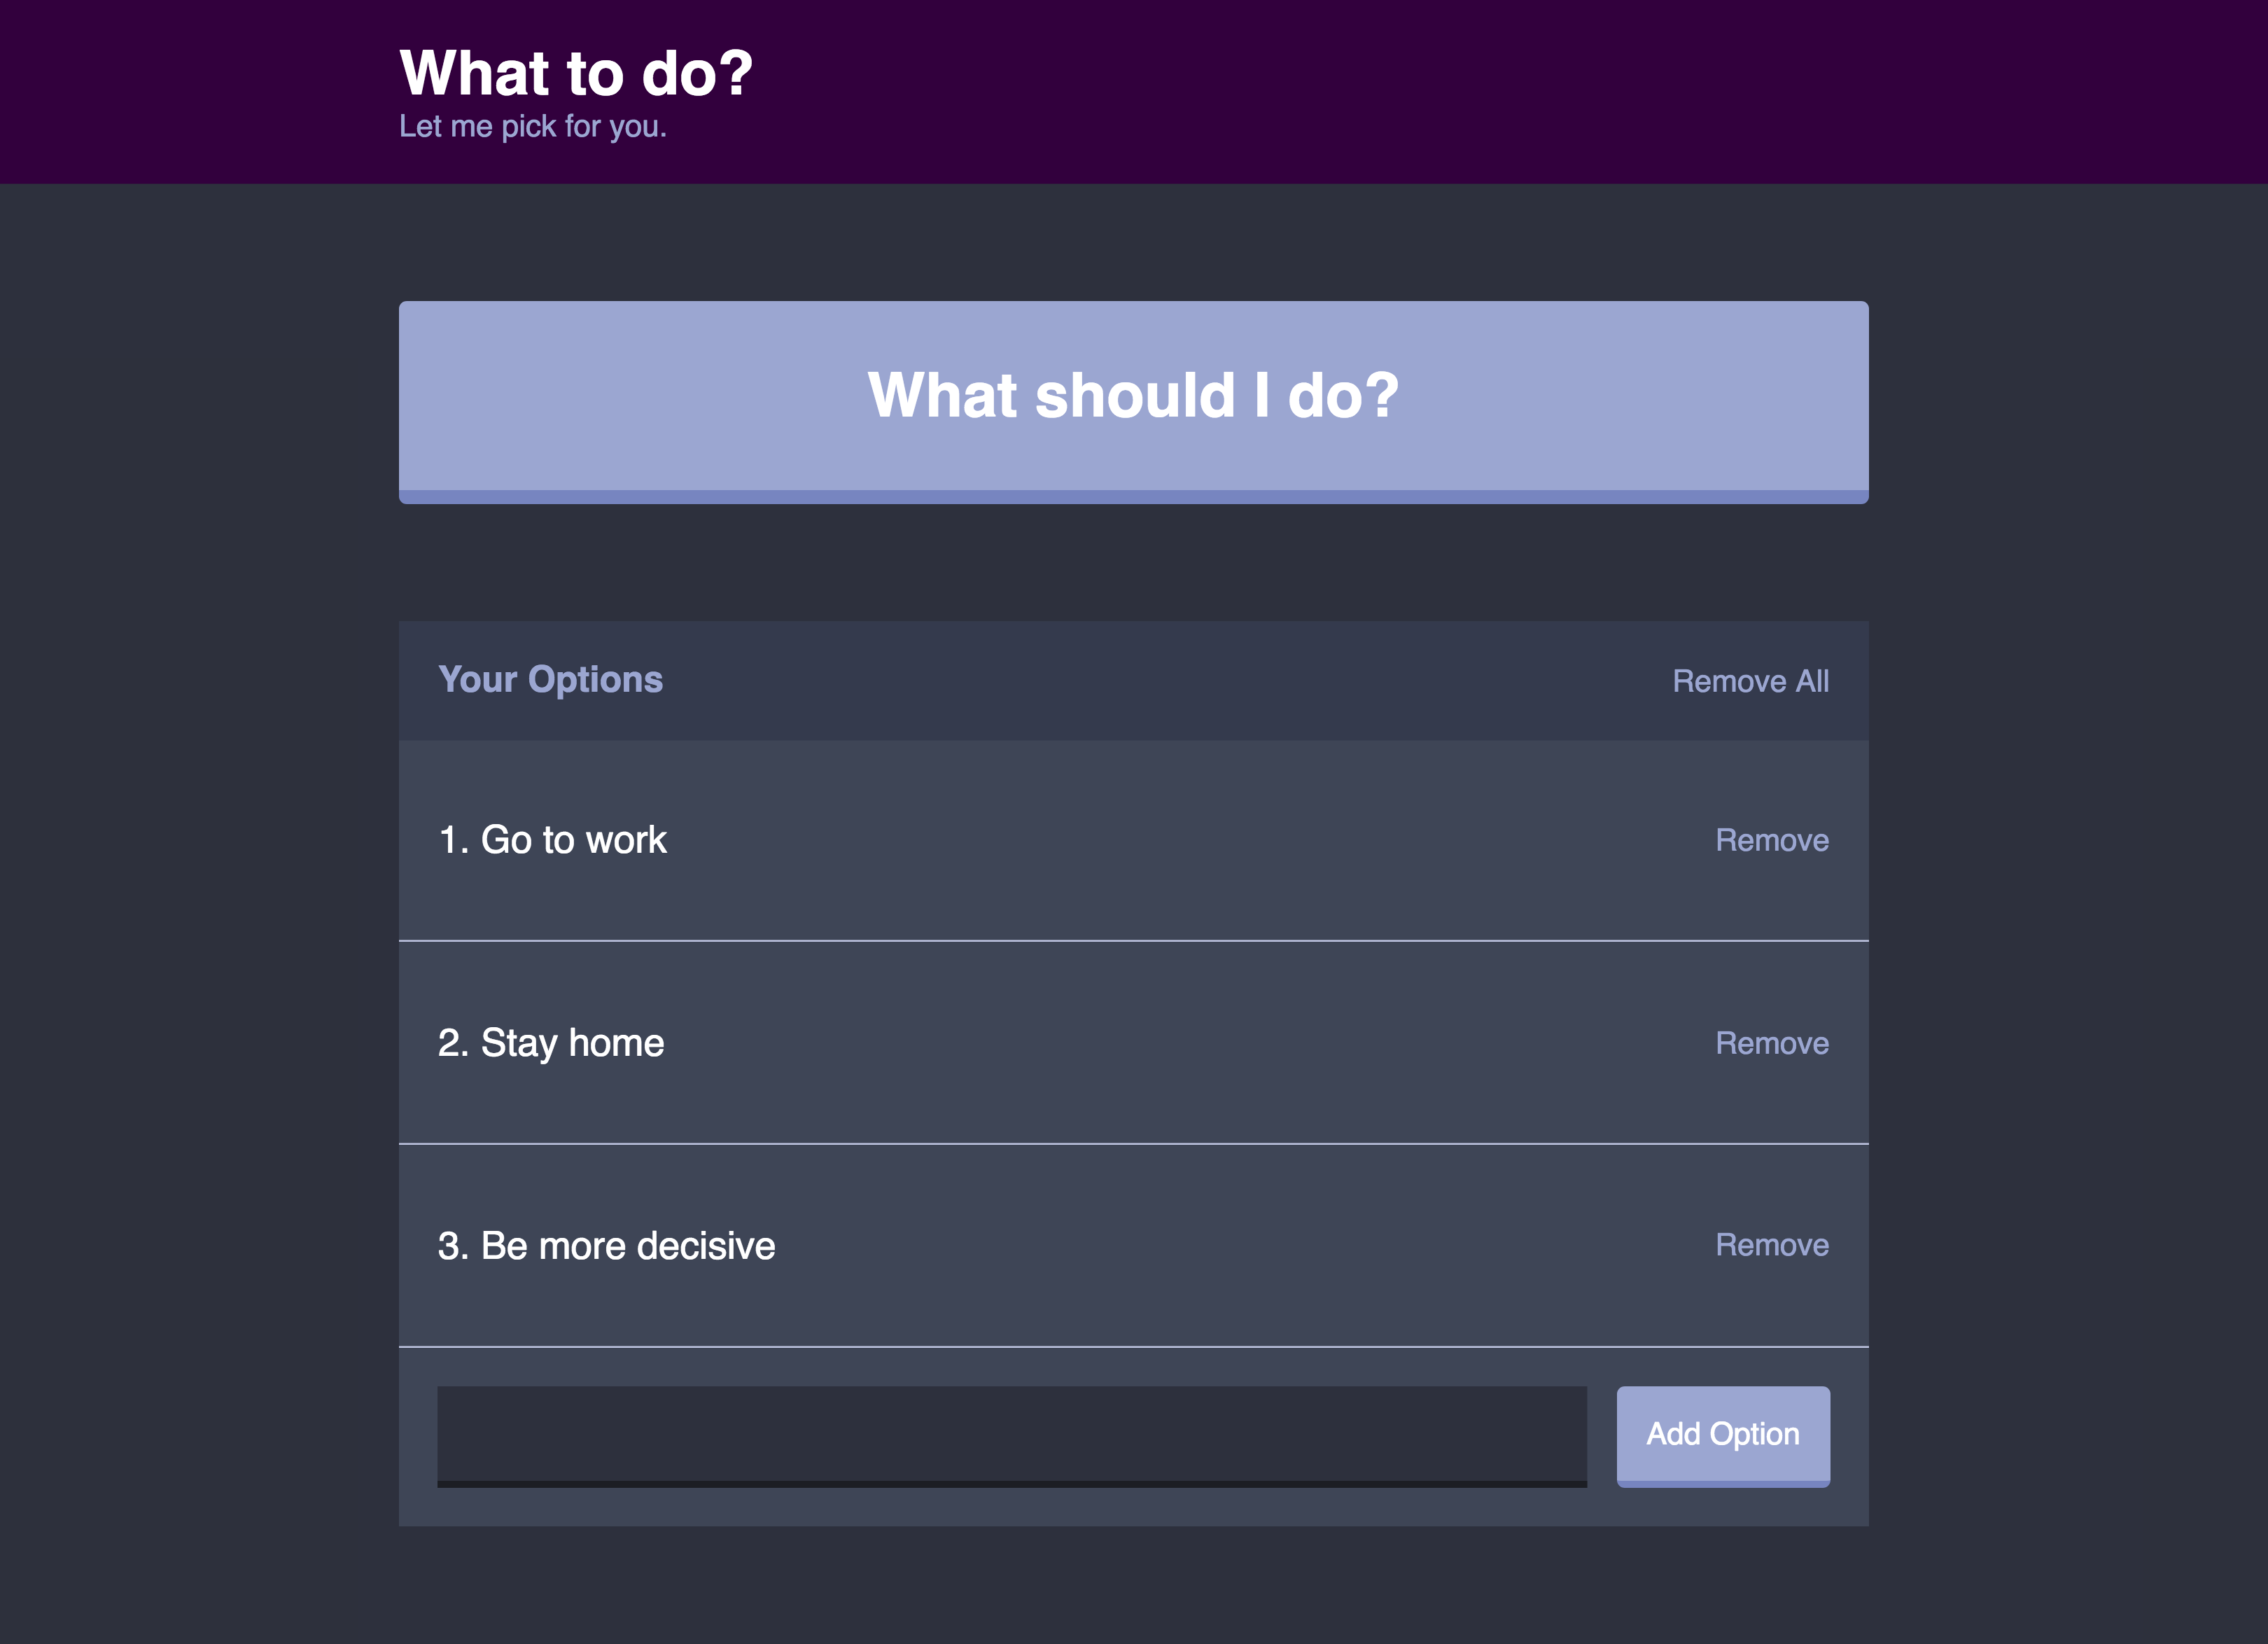 What to do?
Let me pick for you.
What should I do?
Your Options Remove All
1. Go to work Remove
2. Stay home Remove
3. Be more decisive Remove
Add Option